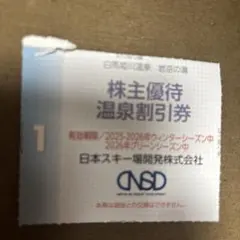 白馬姫川温泉 岩岳の湯
株主優待
温泉割引券
1
有効期限/2025-2026年ウィンターシーズン中
2026年グリーンシーズン中
日本スキー場開発株式会社
NSD